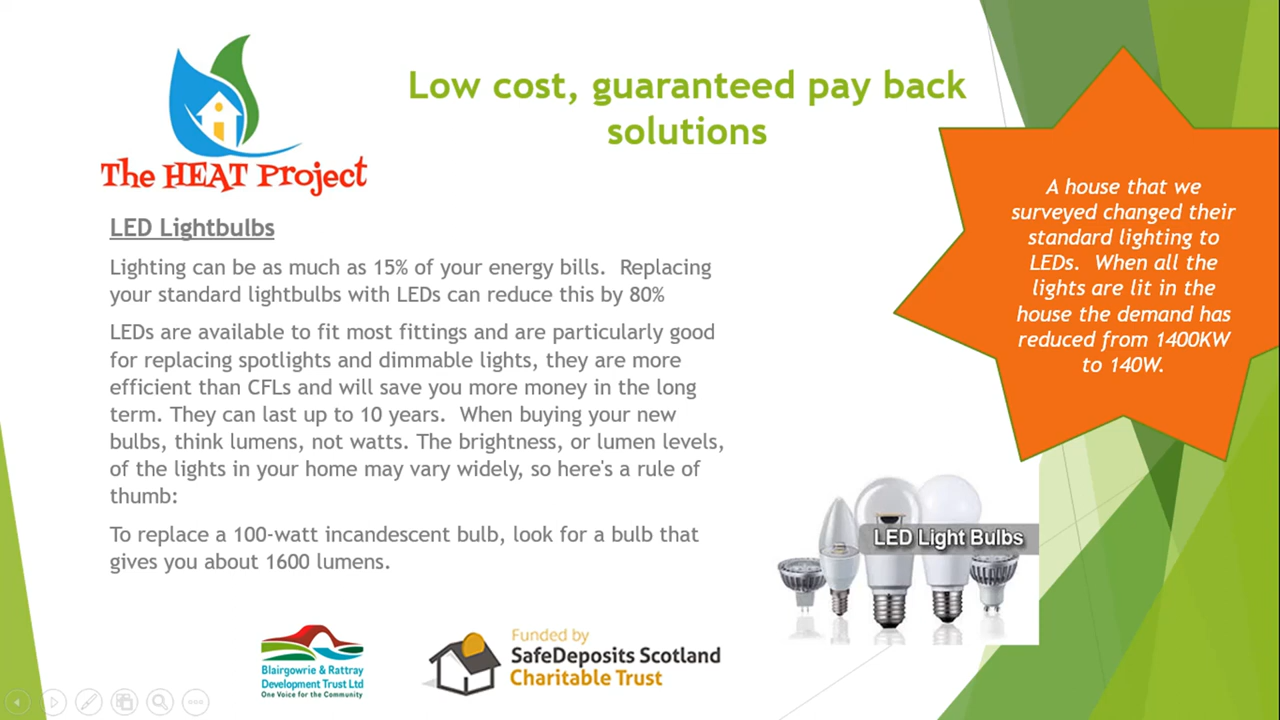 Low cost, guaranteed pay back
solutions
The HEAT Project
LED Lightbulbs
Lighting can be as much as 15% of your energy bills.  Replacing
your standard lightbulbs with LEDs can reduce this by 80%
LEDs are available to fit most fittings and are particularly good
for replacing spotlights and dimmable lights, they are more
efficient than CFLs and will save you more money in the long
term. They can last up to 10 years.  When buying your new
bulbs, think lumens, not watts. The brightness, or lumen levels,
of the lights in your home may vary widely, so here's a rule of
thumb:
To replace a 100-watt incandescent bulb, look for a bulb that
gives you about 1600 lumens.
A house that we
surveyed changed their
standard lighting to
LEDs.  When all the
lights are lit in the
house the demand has
reduced from 1400KW
to 140W.
LED Light Bulbs
Blairgowrie & Rattray
Development Trust Ltd
One Voice for the Community
Funded by
SafeDeposits Scotland
Charitable Trust